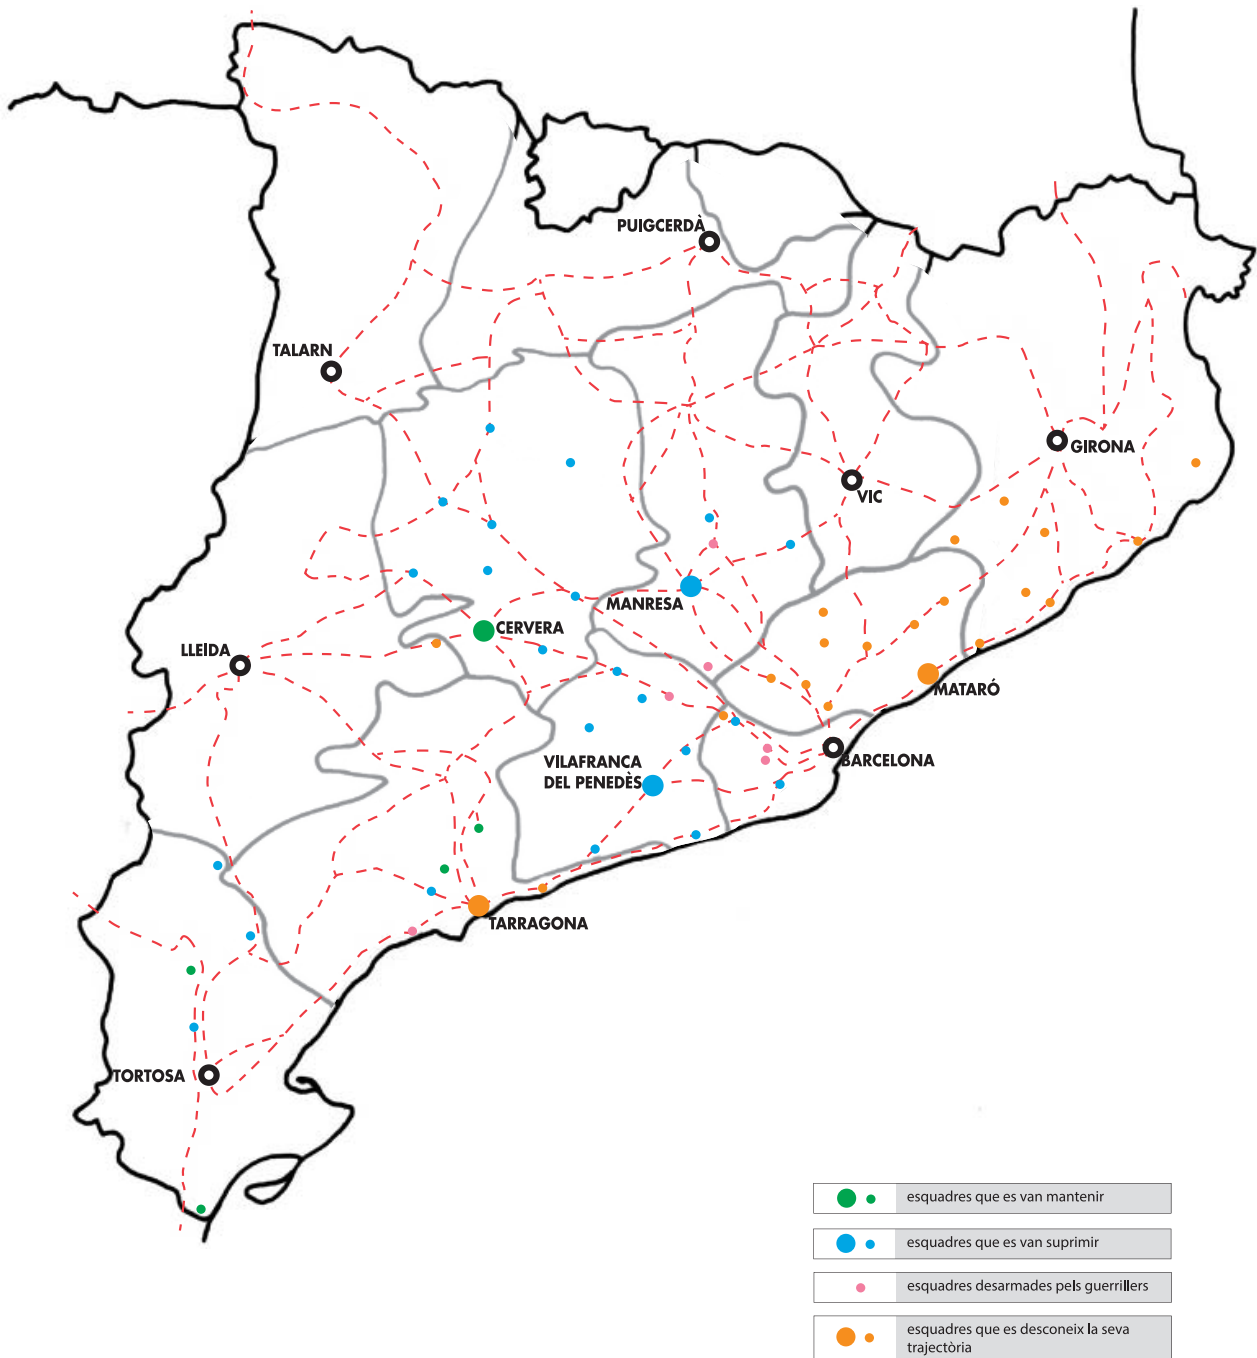 PUIGCERDÀ
TALARN
GIRONA
VIC
MANRESA
CERVERA
LLEIDA
MATARÓ
BARCELONA
VILAFRANCA
DEL PENEDÈS
TARRAGONA
TORTOSA
esquadres que es van mantenir
esquadres que es van suprimir
esquadres desarmades pels guerrillers
esquadres que es desconeix la seva
trajectòria